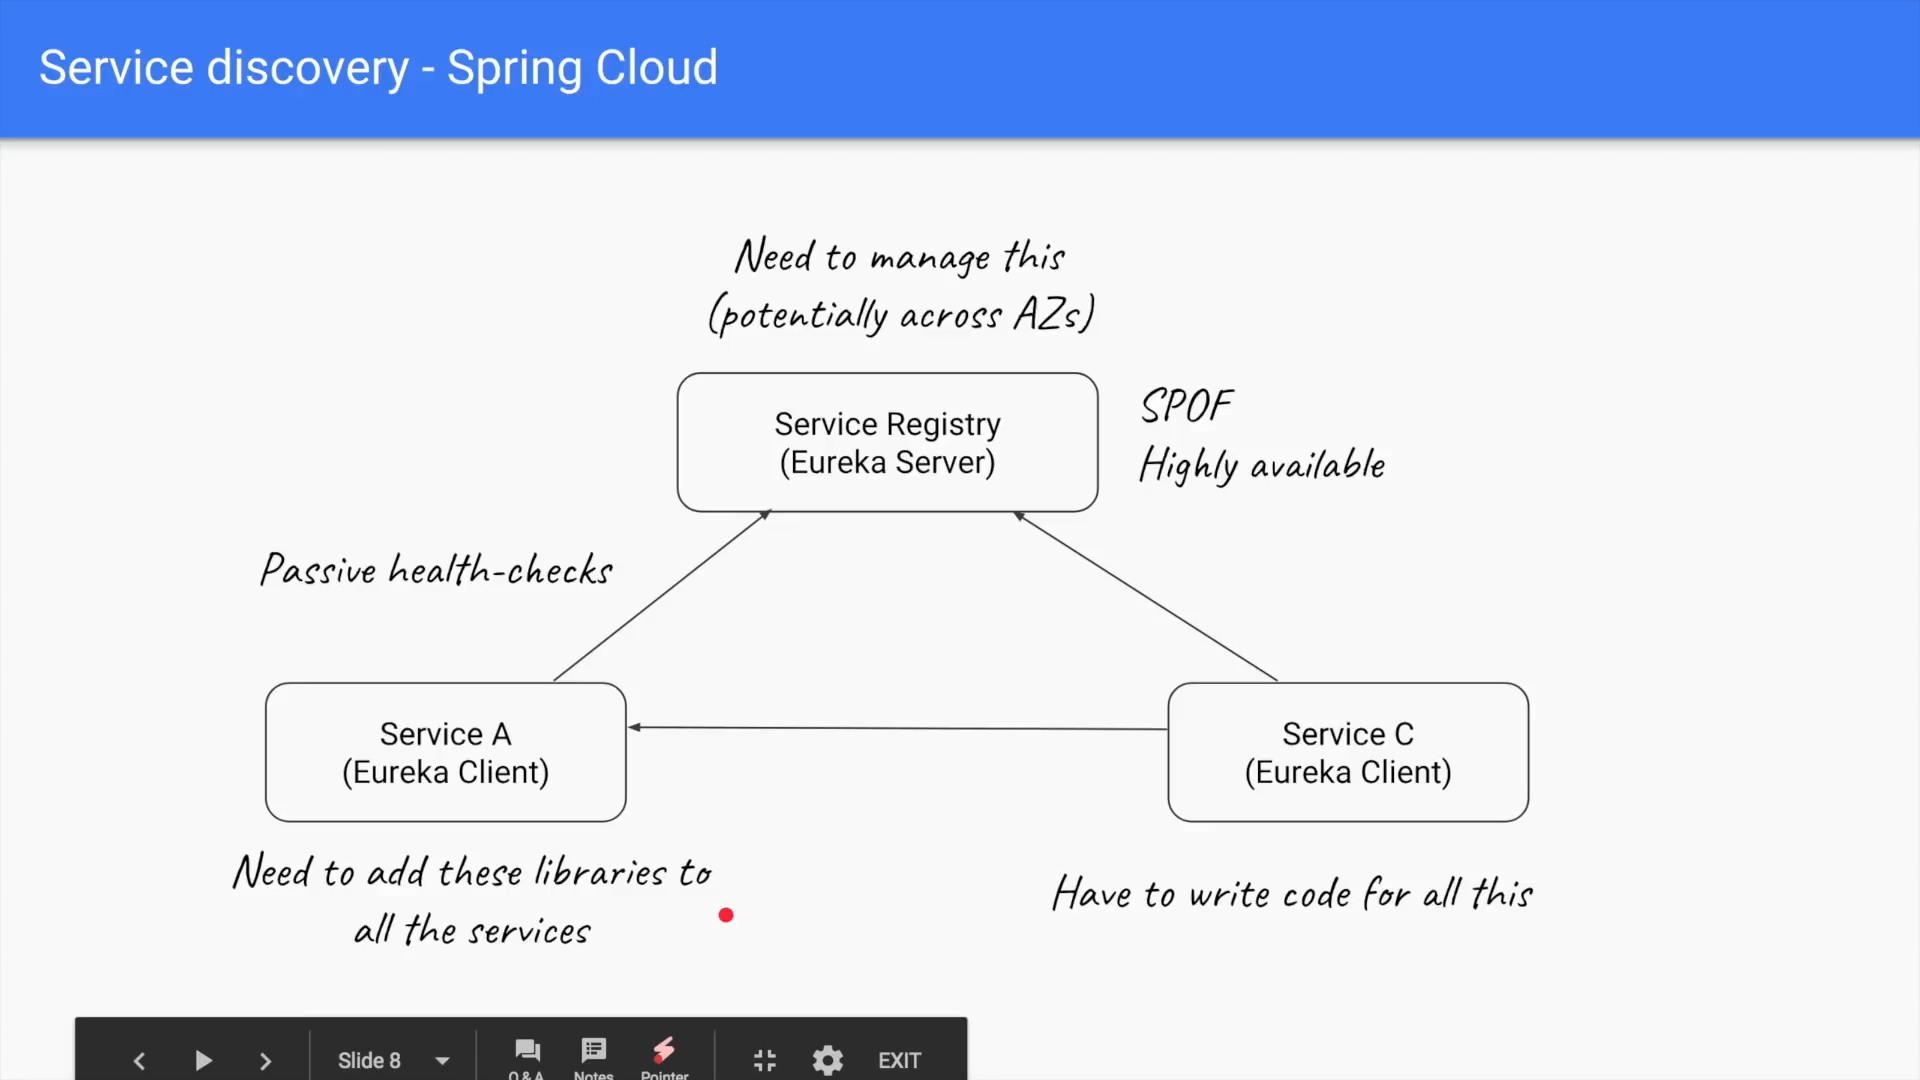 Service discovery - Spring Cloud
Need to manage this
(potentially across AZs)
Service Registry
(Eureka Server)
SPOF
Highly available
Passive health-checks
Service A
(Eureka Client)
Service C
(Eureka Client)
Need to add these libraries to
all the services
Have to write code for all this
Slide 8
Q & A
Notes
Pointer
EXIT